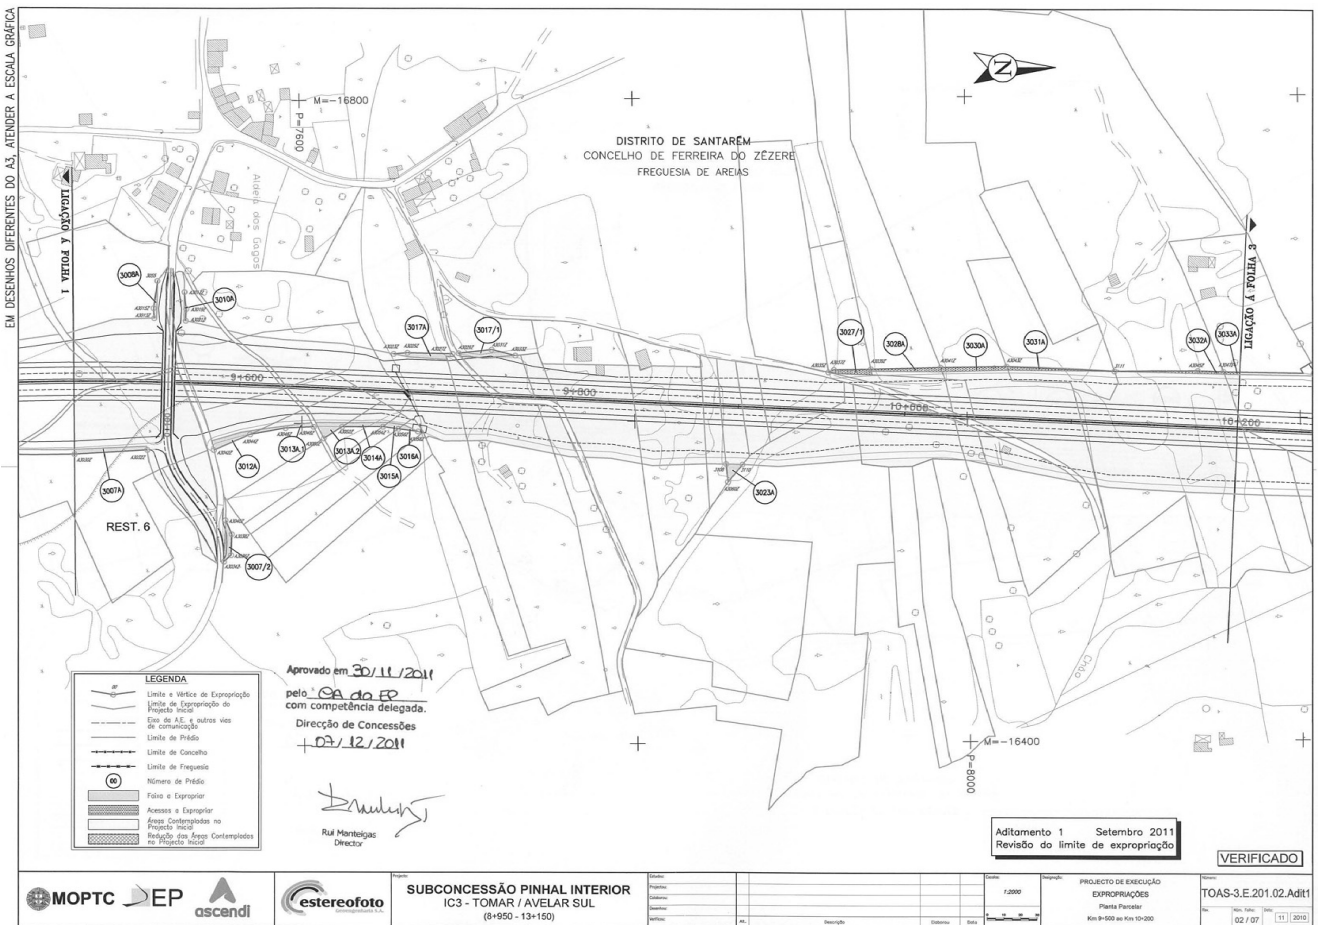 EM DESENHOS DIFERENTES DO A3, ATENDER A ESCALA GRÁFICA
M=-16800
P=7600
DISTRITO DE SANTARÉM
CONCELHO DE FERREIRA DO ZÊZERE
FREGUESIA DE AREIAS
Aldeia dos Gagos
LIGAÇÃO Á FOLHA 1
LIGAÇÃO Á FOLHA 3
3008A
3010A
3017A
3017/1
3027/1
3028A
3030A
3031A
3032A
3033A
9+600
9+800
10+000
10+200
3007A
3012A
3013A.1
3013A.2
3014A
3015A
3016A
3023A
REST. 6
3007/2
Chão
M=-16400
P=8000
LEGENDA
Limite e Vértice de Expropriação
Limite de Expropriação do
Projecto Inicial
Eixo da A.E. e outras vias
de comunicação
Limite de Prédio
Limite de Concelho
Limite de Freguesia
00
Número de Prédio
Faixa a Expropriar
Acessos a Expropriar
Áreas Contempladas no
Projecto Inicial
Redução das Áreas Contempladas
no Projecto Inicial
Aprovado em 30/11/2011
pelo CA da EP
com competência delegada.
Direcção de Concessões
07/12/2011
Rui Manteigas
Director
Aditamento 1 Setembro 2011
Revisão do limite de expropriação
VERIFICADO
MOPTC
EP
ascendi
estereofoto
Projecto:
SUBCONCESSÃO PINHAL INTERIOR
IC3 - TOMAR / AVELAR SUL
(8+950 - 13+150)
Descrição
Data
1:2000
PROJECTO DE EXECUÇÃO
EXPROPRIAÇÕES
Planta Parcelar
Km 9+500 ao Km 10+200
TOAS-3.E.201.02.Adit1
02 / 07
11 2010